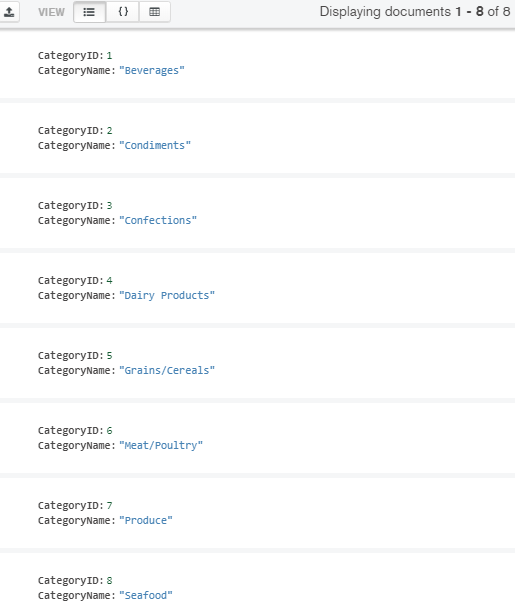 VIEW { } Displaying documents 1 - 8 of 8
CategoryID: 1
CategoryName: "Beverages"
CategoryID: 2
CategoryName: "Condiments"
CategoryID: 3
CategoryName: "Confections"
CategoryID: 4
CategoryName: "Dairy Products"
CategoryID: 5
CategoryName: "Grains/Cereals"
CategoryID: 6
CategoryName: "Meat/Poultry"
CategoryID: 7
CategoryName: "Produce"
CategoryID: 8
CategoryName: "Seafood"